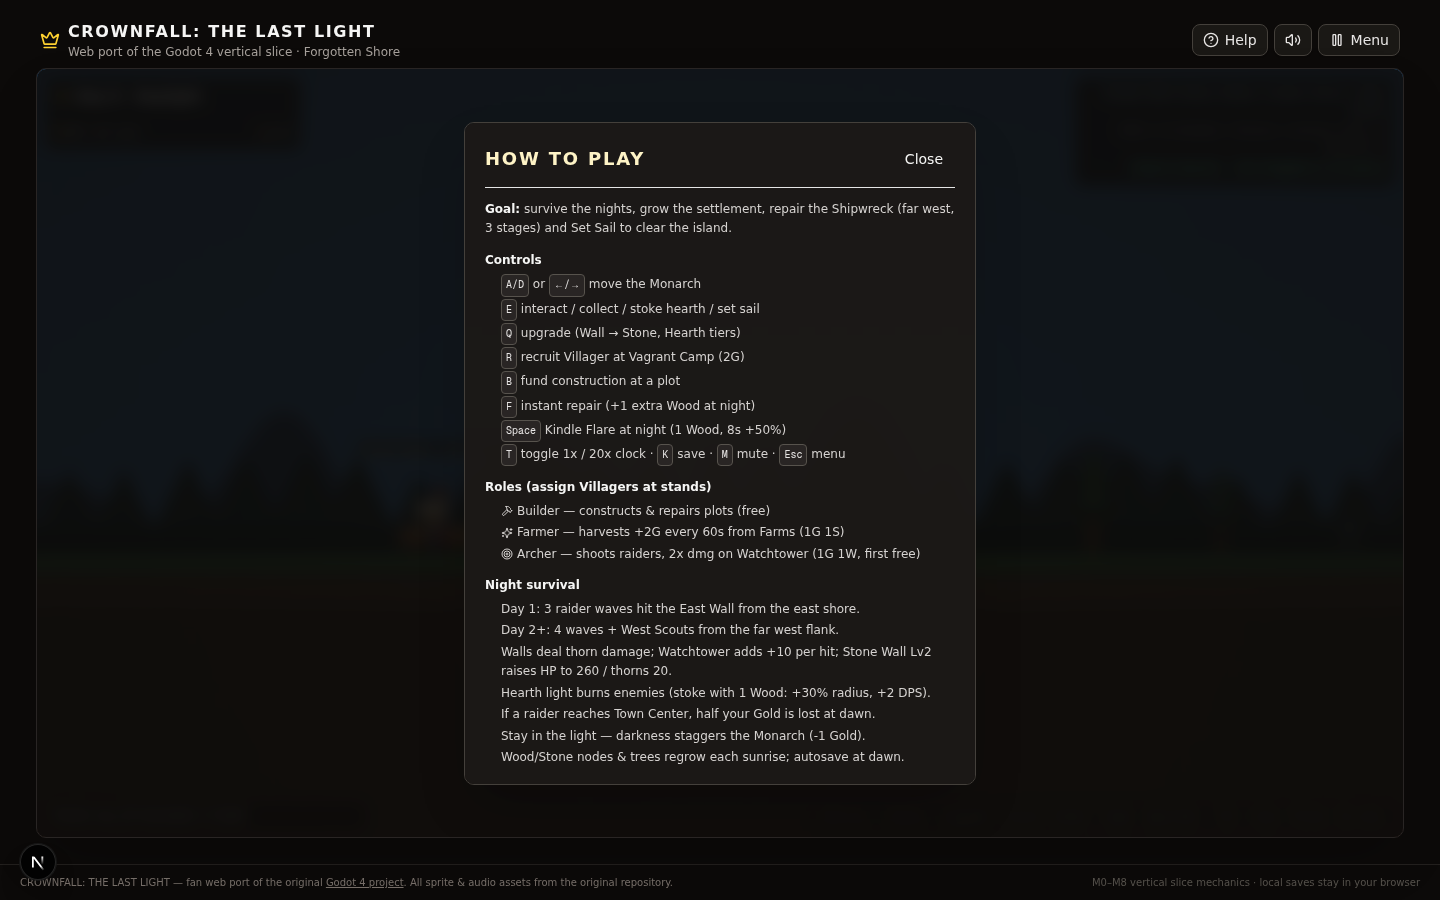 CROWNFALL: THE LAST LIGHT
Web port of the Godot 4 vertical slice · Forgotten Shore
Help
Menu
HOW TO PLAY
Close
Goal: survive the nights, grow the settlement, repair the Shipwreck (far west,
3 stages) and Set Sail to clear the island.
Controls
A/D or ←/→ move the Monarch
E interact / collect / stoke hearth / set sail
Q upgrade (Wall → Stone, Hearth tiers)
R recruit Villager at Vagrant Camp (2G)
B fund construction at a plot
F instant repair (+1 extra Wood at night)
Space Kindle Flare at night (1 Wood, 8s +50%)
T toggle 1x / 20x clock · K save · M mute · Esc menu
Roles (assign Villagers at stands)
Builder — constructs & repairs plots (free)
Farmer — harvests +2G every 60s from Farms (1G 1S)
Archer — shoots raiders, 2x dmg on Watchtower (1G 1W, first free)
Night survival
Day 1: 3 raider waves hit the East Wall from the east shore.
Day 2+: 4 waves + West Scouts from the far west flank.
Walls deal thorn damage; Watchtower adds +10 per hit; Stone Wall Lv2
raises HP to 260 / thorns 20.
Hearth light burns enemies (stoke with 1 Wood: +30% radius, +2 DPS).
If a raider reaches Town Center, half your Gold is lost at dawn.
Stay in the light — darkness staggers the Monarch (-1 Gold).
Wood/Stone nodes & trees regrow each sunrise; autosave at dawn.
N
CROWNFALL: THE LAST LIGHT — fan web port of the original Godot 4 project. All sprite & audio assets from the original repository.
M0–M8 vertical slice mechanics · local saves stay in your browser